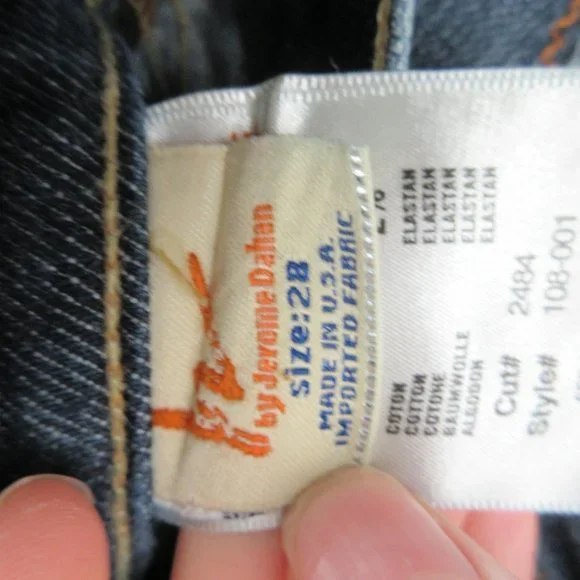 by Jerome Dahan
size:28
MADE IN U.S.A.
IMPORTED FABRIC
COTON
COTTON
COTONE
BAUMWOLLE
ALGODON
ELASTAN
ELASTAN
ELASTAN
ELASTAN
ELASTAN
Cut# 2484
Style# 108-001